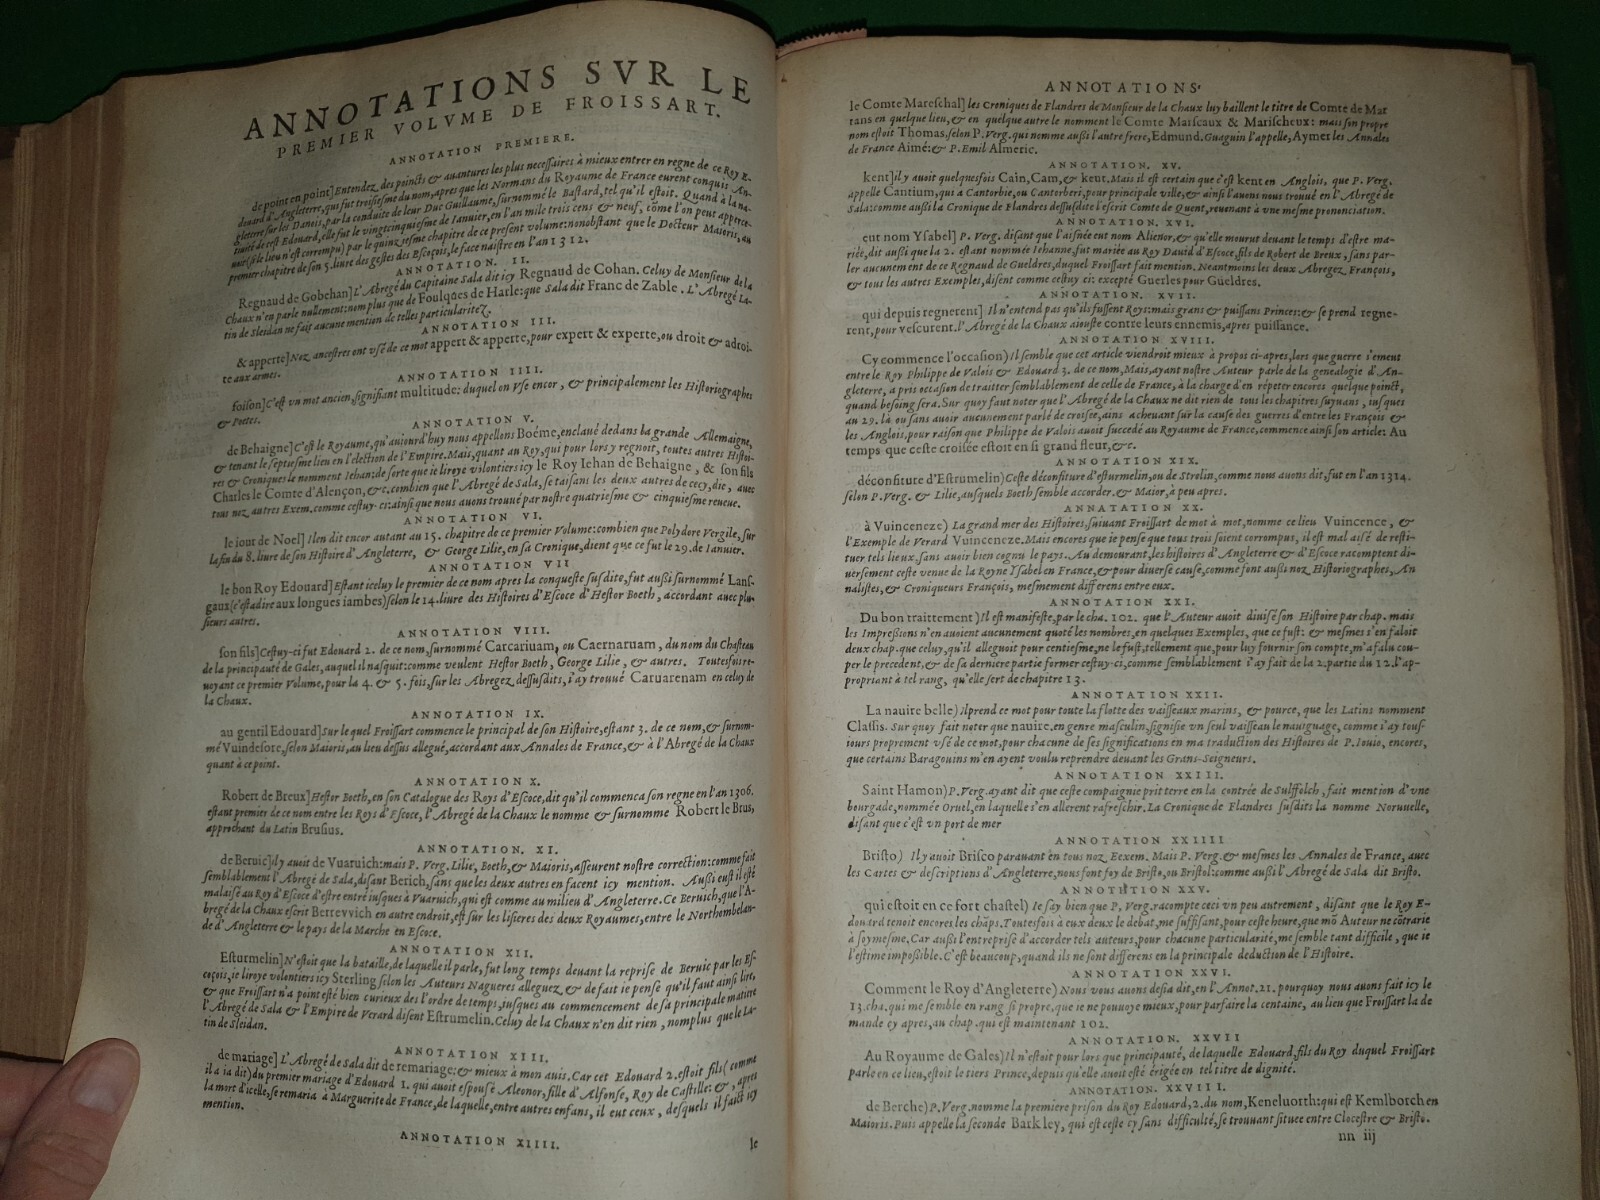 ANNOTATIONS SVR LE
PREMIER VOLVME DE FROISSART.
ANNOTATION PREMIERE.
de point en point] Entendez, des poincts & auantures les plus necessaires à mieux entrer en regne de ce Roy E-
douard d'Angleterre, qui fut troisiesme du nom, apres que les Normans du Royaume de France eurent conquis An-
gleterre sur les Danois, par la conduite de leur Duc Guillaume, surnommé le Bastard, tel qu'il estoit. Quand à la na-
tiuité de cest Edouard, elle fut le vingtcinquiesme de Ianuier, en l'an mile trois cens & neuf, cõme l'on peut apperce-
uoir (si le lieu n'est corrompu) par le quinziesme chapitre de ce present volume: nonobstant que le Docteur Maioris, au
premier chapitre de son 5. liure des gestes des Escoçois, le face naistre en l'an 1312.
ANNOTATION. II.
Regnaud de Gobehan] L'Abregé du Capitaine Sala dit icy Regnaud de Cohan. Celuy de Monsieur de la
Chaux n'en parle nullement: nomplus que de Foulques de Harle: que Sala dit Franc de Zable. L'Abregé La-
tin de Sleidan ne fait aucune mention de telles particularitez.
ANNOTATION III.
& apperte] Noz ancestres ont vsé de ce mot appert & apperte, pour expert & experte, ou droit & adroi-
te aux armes.
ANNOTATION IIII.
foison] C'est vn mot ancien, signifiant multitude: duquel on vse encor, & principalement les Historiographes
& Poëtes.
ANNOTATION V.
de Behaigne] C'est le Royaume, qu'aujourd'huy nous appellons Boéme, enclaué dedans la grande Allemaigne,
& tenant le septiesme lieu en l'election de l'Empire. Mais, quant au Roy, qui pour lors y regnoit, toutes autres Histoi-
res & Croniques le nomment Iehan: de sorte que ie liroye volontiers icy le Roy Iehan de Behaigne, & son fils
Charles le Comte d'Alençon, &c. combien que l'Abregé de Sala, se taisans les deux autres de cecy, die, auec
tous noz autres Exem. comme cestuy-ci: ainsi que nous auons trouué par nostre quatriesme & cinquiesme reueue.
ANNOTATION VI.
le iout de Noel] Il en dit encor autant au 15. chapitre de ce premier Volume: combien que Polydore Vergile, sur
la fin du 8. liure de son Histoire d'Angleterre, & George Lilie, en sa Cronique, dient que ce fut le 29. de Ianuier.
ANNOTATION VII
le bon Roy Edouard] Estant iceluy le premier de ce nom apres la conqueste susdite, fut aussi surnommé Lans-
gaux (c'estadire aux longues iambes) selon le 14. liure des Histoires d'Escoce d'Hestor Boeth, accordant auec plu-
sieurs autres.
ANNOTATION VIII.
son fils] Cestuy-ci fut Edouard 2. de ce nom, surnommé Carcariuam, ou Caernaruam, du nom du Chasteau
de la principauté de Gales, auquel il nasquit: comme veulent Hestor Boeth, George Lilie, & autres. Toutesfois re-
uoyant ce premier Volume, pour la 4. & 5. fois, sur les Abregez dessusdits, i'ay trouué Caruarenam en celuy de
la Chaux.
ANNOTATION IX.
au gentil Edouard] Sur le quel Froissart commence le principal de son Histoire, estant 3. de ce nom, & surnom-
mé Vuindesore, selon Maioris, au lieu dessus allegué, accordant aux Annales de France, & à l'Abregé de la Chaux
quant à ce point.
ANNOTATION X.
Robert de Breux] Hestor Boeth, en son Catalogue des Roys d'Escoce, dit qu'il commenca son regne en l'an 1306.
estant premier de ce nom entre les Roys d'Escoce, l'Abregé de la Chaux le nomme & surnomme Robert le Brus,
approchant du Latin Brusius.
ANNOTATION. XI.
de Beruic] il y auoit de Vuaruich: mais P. Verg. Lilie, Boeth, & Maioris, asseurent nostre correction: comme fait
semblablement l'Abregé de Sala, disant Berich, sans que les deux autres en facent icy mention. Aussi eust il esté
malaisé au Roy d'Escoce d'estre entré iusques à Vuaruich, qui est comme au milieu d'Angleterre. Ce Beruich, que l'A-
bregé de la Chaux escrit Bertevvich en autre endroit, est sur les lisieres des deux Royaumes, entre le Northombelan-
de d'Angleterre & le pays de la Marche en Escoce.
ANNOTATION XII.
Esturmelin] N'estoit que la bataille, de laquelle il parle, fut long temps deuant la reprise de Beruic par les Es-
coçois, ie liroye volontiers icy Sterling selon les Auteurs Nagueres alleguez, & de fait ie pense qu'il faut ainsi lire,
& que Froissart n'a point esté bien curieux des l'ordre de temps, iusques au commencement de sa principale matiere
l'Abregé de Sala & l'Empire de Verard disent Estrumelin. Celuy de la Chaux n'en dit rien, nomplus que le La-
tin de Sleidan.
ANNOTATION XIII.
de mariage] L'Abregé de Sala dit de remariage: & mieux à mon auis. Car cet Edouard 2. estoit fils (comme
il a ia dit) du premier mariage d'Edouard 1. qui auoit espousé Aleonor, fille d'Alfonse, Roy de Castille: &, apres
la mort d'icelle, se remaria à Marguerite de France, de laquelle, entre autres enfans, il eut ceux, desquels il faict icy
mention.
ANNOTATION XIIII.
le
ANNOTATIONS'
le Comte Mareschal] les Croniques de Flandres de Monsieur de la Chaux luy baillent le titre de Comte de Mar
tans en quelque lieu, & en quelque autre le nomment le Comte Marscaux & Marischeux: mais son propre
nom estoit Thomas, selon P. Verg. qui nomme aussi l'autre frere, Edmund. Guaguin l'appelle, Aymer les Annales
de France Aimé: & P. Emil Almeric.
ANNOTATION. XV.
kent] il y auoit quelquesfois Cain, Cam, & keut. Mais il est certain que c'est kent en Anglois, que P. Verg.
appelle Cantium, qui a Cantorbie, ou Cantorberi, pour principale ville, & ainsi l'auons nous trouué en l'Abregé de
Sala: comme aussi la Cronique de Flandres dessusdite l'escrit Comte de Quent, reuenant à vne mesme prononciation.
ANNOTATION. XVI.
eut nom Ysabel] P. Verg. disant que l'aisnée eut nom Alienor, & qu'elle mourut deuant le temps d'estre ma-
riée, dit aussi que la 2. estant nommée Iehanne, fut mariée au Roy Dauid d'Escoce, fils de Robert de Breux, sans par-
ler aucunement de ce Regnaud de Gueldres, duquel Froissart fait mention. Neantmoins les deux Abregez, François,
& tous les autres Exemples, disent comme cestuy ci: excepté Guerles pour Gueldres.
ANNOTATION. XVII.
qui depuis regnerent] Il n'entend pas qu'ils fussent Roys: mais grans & puissans Princes: & se prend regne-
rent, pour vescurent. l'Abregé de la Chaux aiouste contre leurs ennemis, apres puissance.
ANNOTATION XVIII.
Cy commence l'occasion) Il semble que cet article viendroit mieux à propos ci-apres, lors que guerre s'ement
entre le Roy Philippe de Valois & Edouard 3. de ce nom, Mais, ayant nostre Auteur parle de la genealogie d'An-
gleterre, a pris occasion de traitter semblablement de celle de France, à la charge d'en repeter encores quelque poinct,
quand besoing sera. Sur quoy faut noter que l'Abregé de la Chaux ne dit rien de tous les chapitres suyuans, iusques
au 29. là ou sans auoir aucunement parlé de croisee, ains acheuant sur la cause des guerres d'entre les François &
les Anglois, pour raison que Philippe de Valois auoit succedé au Royaume de France, commence ainsi son article: Au
temps que ceste croisée estoit en si grand fleur, &c.
ANNOTATION XIX.
déconfiture d'Estrumelin) Ceste déconfiture d'esturmelin, ou de Strelin, comme nous auons dit, fut en l'an 1314.
selon P. Verg. & Lilie, ausquels Boeth semble accorder. & Maior, à peu apres.
ANNATATION XX.
à Vuinceneze) La grand mer des Histoires, suiuant Froissart de mot à mot, nomme ce lieu Vuincence, &
l'Exemple de Verard Vuinceneze. Mais encores que ie pense que tous trois soient corrompus, il est mal aisé de resti-
tuer tels lieux, sans auoir bien cognu le pays. Au demourant, les histoires d'Angleterre & d'Escoce racomptent di-
uersement ceste venue de la Royne Ysabel en France, & pour diuerse cause, comme font aussi noz Historiographes, An
nalistes, & Croniqueurs François, mesmement differens entre eux.
ANNOTATION XXI.
Du bon traittement) Il est manifeste, par le cha. 102. que l'Auteur auoit diuisé son Histoire par chap. mais
les Impressions n'en auoient aucunement quoté les nombres, en quelques Exemples, que ce fust: & mesmes s'en faloit
deux chap. que celuy, qu'il alleguoit pour centiesme, ne le fust, tellement que, pour luy fournir son compte, m'a falu cou-
per le precedent, & de sa derniere partie former cestuy-ci, comme semblablement i'ay fait de la 2. partie du 12. l'ap-
propriant à tel rang, qu'elle sert de chapitre 13.
ANNOTATION XXII.
La nauire belle) Il prend ce mot pour toute la flotte des vaisseaux marins, & pource, que les Latins nomment
Classis. Sur quoy fait noter que nauire, en genre masculin, signifie vn seul vaisseau le nauiguage, comme i'ay tous-
iours proprement vsé de ce mot, pour chacune de ses significations en ma traduction des Histoires de P. Iouio, encores,
que certains Baragouins m'en ayent voulu reprendre deuant les Grans-Seigneurs.
ANNOTATION XXIII.
Saint Hamon) P. Verg. ayant dit que ceste compaignie prit terre en la contrée de Sulffolch, fait mention d'vne
bourgade, nommée Oruel, en laquelle s'en allerent rafreschir. La Cronique de Flandres susdits la nomme Noruuelle,
disant que c'est vn port de mer
ANNOTATION XXIIII
Bristo) Il y auoit Brisco parauant en tous noz Eexem. Mais P. Verg. & mesmes les Annales de France, auec
les Cartes & descriptions d'Angleterre, nous font foy de Bristo, ou Bristol: comme aussi l'Abregé de Sala dit Bristo.
ANNOTITION XXV.
qui estoit en ce fort chastel) Ie say bien que P. Verg. racompte ceci vn peu autrement, disant que le Roy E-
douard tenoit encores les chãps. Toutesfois à eux deux le debat, me suffisant, pour ceste heure, que mõ Auteur ne cõtrarie
à soymesme. Car aussi l'entreprise d'accorder tels auteurs, pour chacune particularité, me semble tant difficile, que ie
l'estime impossible. C'est beaucoup, quand ils ne sont differens en la principale deduction de l'Histoire.
ANNOTATION XXVI.
Comment le Roy d'Angleterre) Nous vous auons desia dit, en l'Annot. 21. pourquoy nous auons fait icy le
13. cha. qui me semble en rang si propre, que ie ne pouuoye mieux, pour parfaire la centaine, au lieu que Froissart la de
mande cy apres, au chap. qui est maintenant 102.
ANNOTATION. XXVII
Au Royaume de Gales) Il n'estoit pour lors que principauté, de laquelle Edouard, fils du Roy duquel Froissart
parle en ce lieu, estoit le tiers Prince, depuis qu'elle auoit esté érigée en tel titre de dignité.
ANNOTATION. XXVIII.
de Berche) P. Verg. nomme la premiere prison du Roy Edouard, 2. du nom, Keneluorth: qui est Kemlborch en
Maioris. Puis appelle la seconde Barkley, qui est ceste cy sans difficulté, se trouuant situee entre Clocestre & Bristo.
nn iij